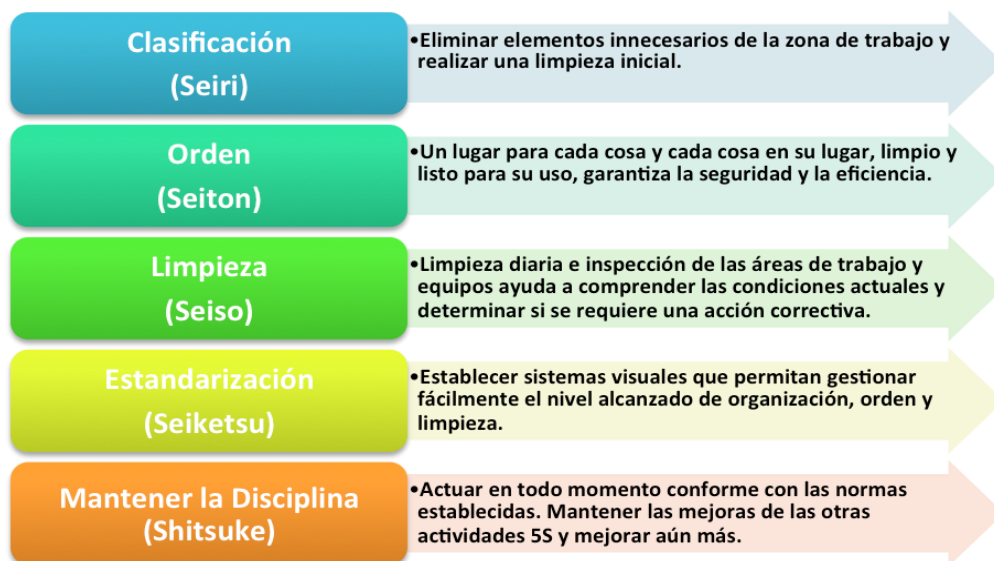 Clasificación
(Seiri)
•Eliminar elementos innecesarios de la zona de trabajo y
realizar una limpieza inicial.
Orden
(Seiton)
•Un lugar para cada cosa y cada cosa en su lugar, limpio y
listo para su uso, garantiza la seguridad y la eficiencia.
Limpieza
(Seiso)
•Limpieza diaria e inspección de las áreas de trabajo y
equipos ayuda a comprender las condiciones actuales y
determinar si se requiere una acción correctiva.
Estandarización
(Seiketsu)
•Establecer sistemas visuales que permitan gestionar
fácilmente el nivel alcanzado de organización, orden y
limpieza.
Mantener la Disciplina
(Shitsuke)
•Actuar en todo momento conforme con las normas
establecidas. Mantener las mejoras de las otras
actividades 5S y mejorar aún más.